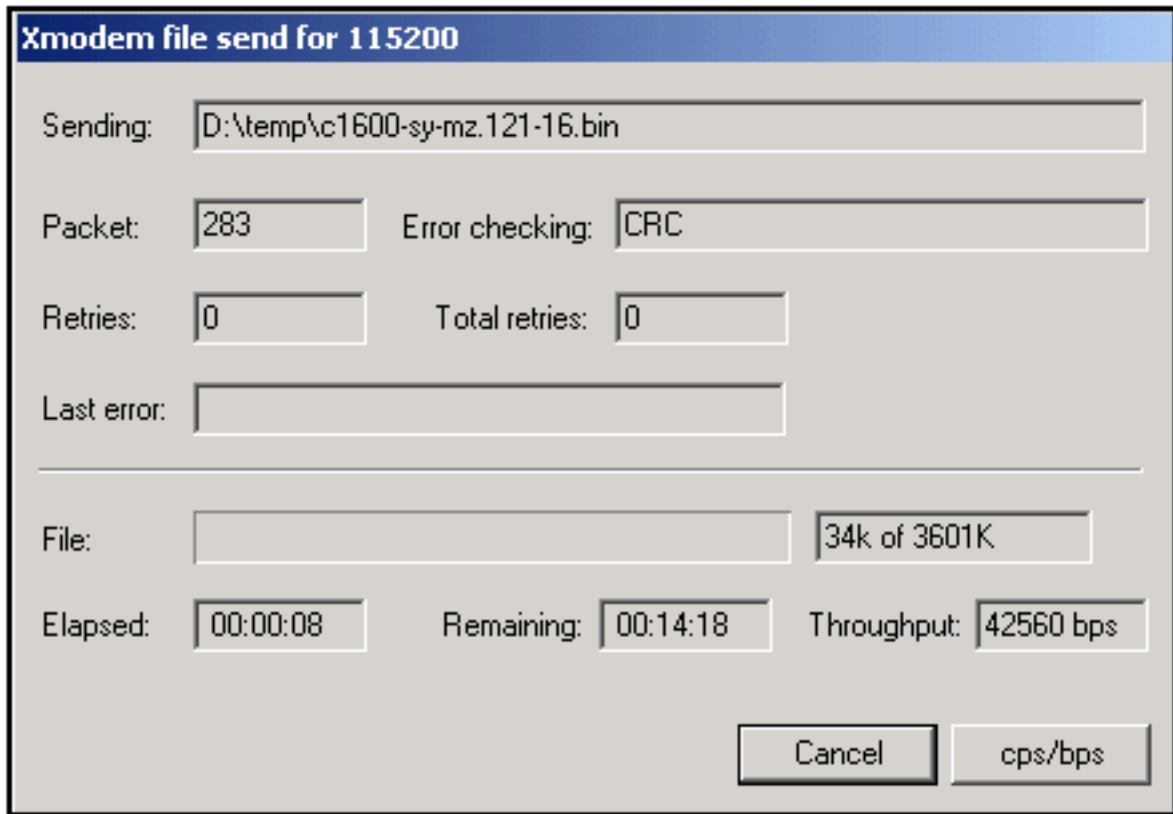 Xmodem file send for 115200
Sending: D:\temp\c1600-sy-mz.121-16.bin
Packet: 283 Error checking: CRC
Retries: 0 Total retries: 0
Last error:
File: 34k of 3601K
Elapsed: 00:00:08 Remaining: 00:14:18 Throughput: 42560 bps
Cancel cps/bps